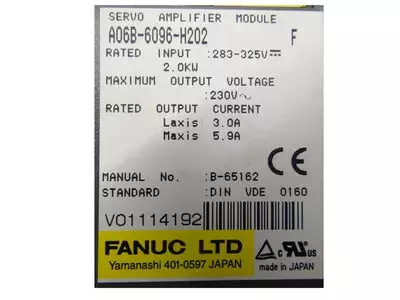 SERVO AMPLIFIER MODULE
A06B-6096-H202 F
RATED INPUT :283-325V⎓
2.0KW
MAXIMUM OUTPUT VOLTAGE
:230V~
RATED OUTPUT CURRENT
Laxis 3.0A
Maxis 5.9A
CE
MANUAL No. :B-65162
STANDARD :DIN VDE 0160
V01114192
FANUC LTD
Yamanashi 401-0597 JAPAN
c RU US
made in JAPAN